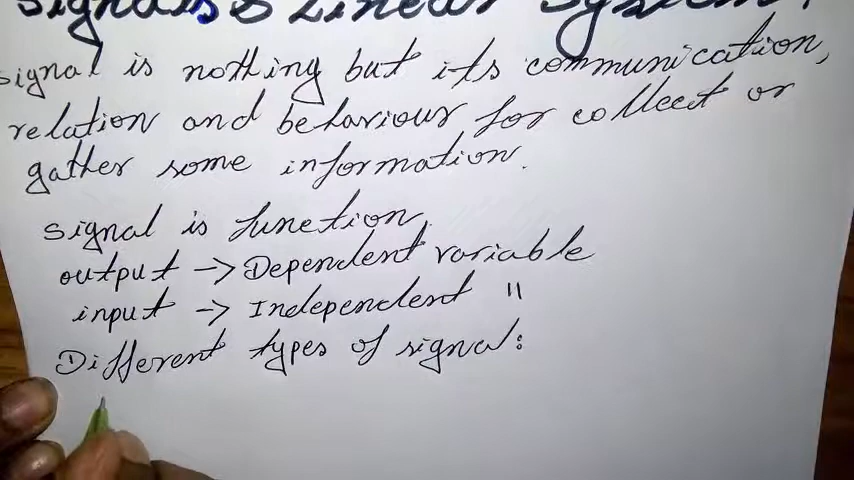 Signals & Linear System:
Signal is nothing but its communication,
relation and behaviour for collect or
gather some information.
signal is function.
output -> Dependent variable
input -> Independent "
Different types of signal: